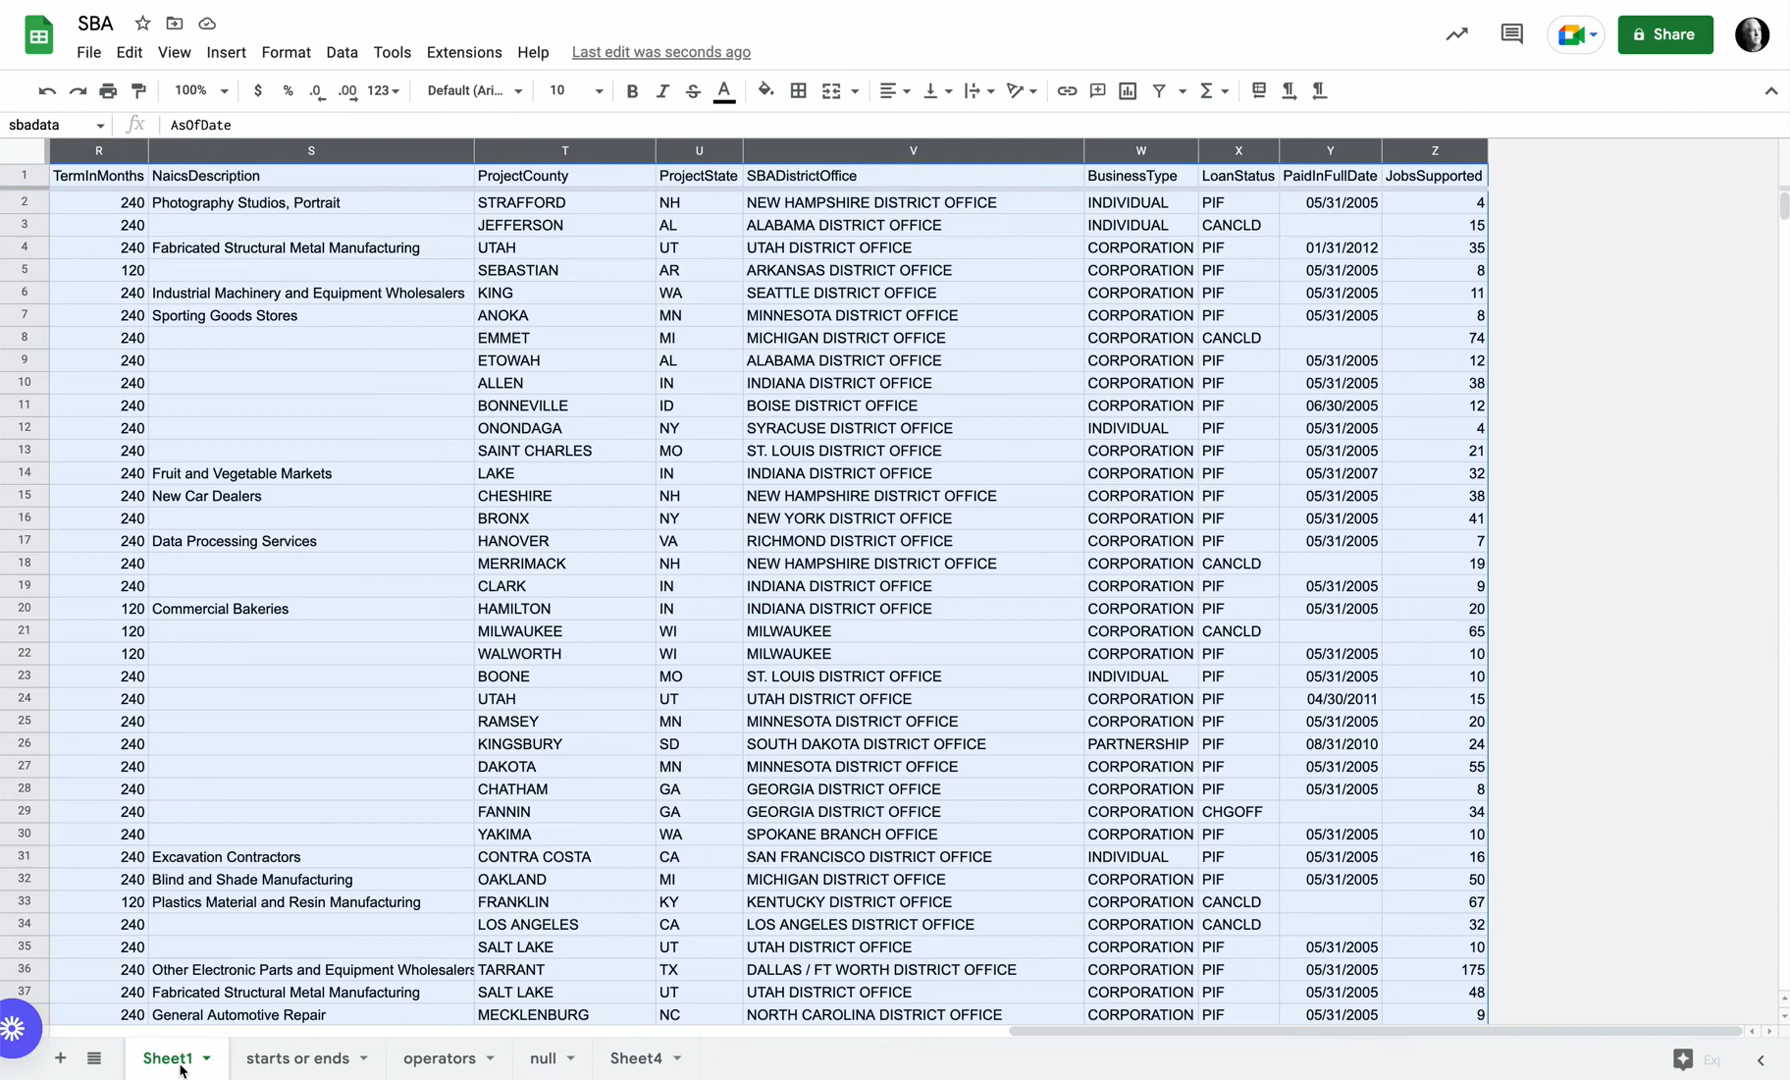 SBA
File Edit View Insert Format Data Tools Extensions Help Last edit was seconds ago
Share
100% $ % .0 .00 123 Default (Ari... 10 B I S A
sbadata fx AsOfDate
R S T U V W X Y Z
1 TermInMonths NaicsDescription ProjectCounty ProjectState SBADistrictOffice BusinessType LoanStatus PaidInFullDate JobsSupported
2 240 Photography Studios, Portrait STRAFFORD NH NEW HAMPSHIRE DISTRICT OFFICE INDIVIDUAL PIF 05/31/2005 4
3 240 JEFFERSON AL ALABAMA DISTRICT OFFICE INDIVIDUAL CANCLD 15
4 240 Fabricated Structural Metal Manufacturing UTAH UT UTAH DISTRICT OFFICE CORPORATION PIF 01/31/2012 35
5 120 SEBASTIAN AR ARKANSAS DISTRICT OFFICE CORPORATION PIF 05/31/2005 8
6 240 Industrial Machinery and Equipment Wholesalers KING WA SEATTLE DISTRICT OFFICE CORPORATION PIF 05/31/2005 11
7 240 Sporting Goods Stores ANOKA MN MINNESOTA DISTRICT OFFICE CORPORATION PIF 05/31/2005 8
8 240 EMMET MI MICHIGAN DISTRICT OFFICE CORPORATION CANCLD 74
9 240 ETOWAH AL ALABAMA DISTRICT OFFICE CORPORATION PIF 05/31/2005 12
10 240 ALLEN IN INDIANA DISTRICT OFFICE CORPORATION PIF 05/31/2005 38
11 240 BONNEVILLE ID BOISE DISTRICT OFFICE CORPORATION PIF 06/30/2005 12
12 240 ONONDAGA NY SYRACUSE DISTRICT OFFICE INDIVIDUAL PIF 05/31/2005 4
13 240 SAINT CHARLES MO ST. LOUIS DISTRICT OFFICE CORPORATION PIF 05/31/2005 21
14 240 Fruit and Vegetable Markets LAKE IN INDIANA DISTRICT OFFICE CORPORATION PIF 05/31/2007 32
15 240 New Car Dealers CHESHIRE NH NEW HAMPSHIRE DISTRICT OFFICE CORPORATION PIF 05/31/2005 38
16 240 BRONX NY NEW YORK DISTRICT OFFICE CORPORATION PIF 05/31/2005 41
17 240 Data Processing Services HANOVER VA RICHMOND DISTRICT OFFICE CORPORATION PIF 05/31/2005 7
18 240 MERRIMACK NH NEW HAMPSHIRE DISTRICT OFFICE CORPORATION CANCLD 19
19 240 CLARK IN INDIANA DISTRICT OFFICE CORPORATION PIF 05/31/2005 9
20 120 Commercial Bakeries HAMILTON IN INDIANA DISTRICT OFFICE CORPORATION PIF 05/31/2005 20
21 120 MILWAUKEE WI MILWAUKEE CORPORATION CANCLD 65
22 120 WALWORTH WI MILWAUKEE CORPORATION PIF 05/31/2005 10
23 240 BOONE MO ST. LOUIS DISTRICT OFFICE INDIVIDUAL PIF 05/31/2005 10
24 240 UTAH UT UTAH DISTRICT OFFICE CORPORATION PIF 04/30/2011 15
25 240 RAMSEY MN MINNESOTA DISTRICT OFFICE CORPORATION PIF 05/31/2005 20
26 240 KINGSBURY SD SOUTH DAKOTA DISTRICT OFFICE PARTNERSHIP PIF 08/31/2010 24
27 240 DAKOTA MN MINNESOTA DISTRICT OFFICE CORPORATION PIF 05/31/2005 55
28 240 CHATHAM GA GEORGIA DISTRICT OFFICE CORPORATION PIF 05/31/2005 8
29 240 FANNIN GA GEORGIA DISTRICT OFFICE CORPORATION CHGOFF 34
30 240 YAKIMA WA SPOKANE BRANCH OFFICE CORPORATION PIF 05/31/2005 10
31 240 Excavation Contractors CONTRA COSTA CA SAN FRANCISCO DISTRICT OFFICE INDIVIDUAL PIF 05/31/2005 16
32 240 Blind and Shade Manufacturing OAKLAND MI MICHIGAN DISTRICT OFFICE CORPORATION PIF 05/31/2005 50
33 120 Plastics Material and Resin Manufacturing FRANKLIN KY KENTUCKY DISTRICT OFFICE CORPORATION CANCLD 67
34 240 LOS ANGELES CA LOS ANGELES DISTRICT OFFICE CORPORATION CANCLD 32
35 240 SALT LAKE UT UTAH DISTRICT OFFICE CORPORATION PIF 05/31/2005 10
36 240 Other Electronic Parts and Equipment Wholesalers TARRANT TX DALLAS / FT WORTH DISTRICT OFFICE CORPORATION PIF 05/31/2005 175
37 240 Fabricated Structural Metal Manufacturing SALT LAKE UT UTAH DISTRICT OFFICE CORPORATION PIF 05/31/2005 48
240 General Automotive Repair MECKLENBURG NC NORTH CAROLINA DISTRICT OFFICE CORPORATION PIF 05/31/2005 9
Sheet1 starts or ends operators null Sheet4